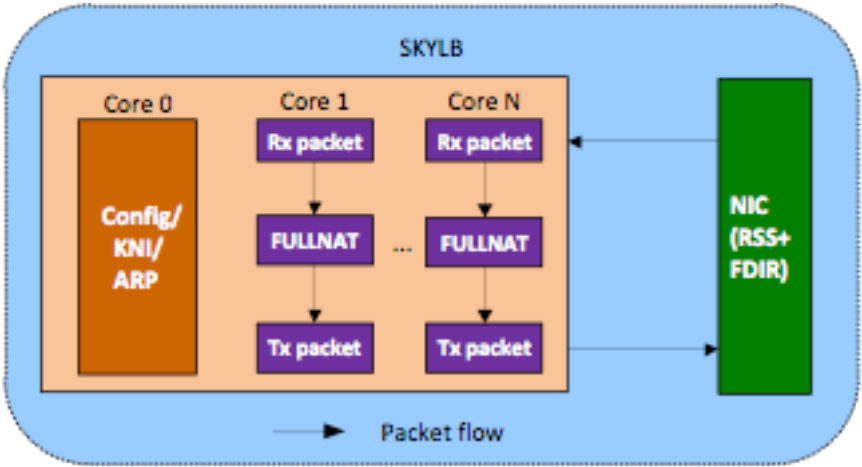 SKYLB
Core 0
Core 1
Core N
Rx packet
Rx packet
Config/
KNI/
ARP
FULLNAT
...
FULLNAT
NIC
(RSS+
FDIR)
Tx packet
Tx packet
Packet flow